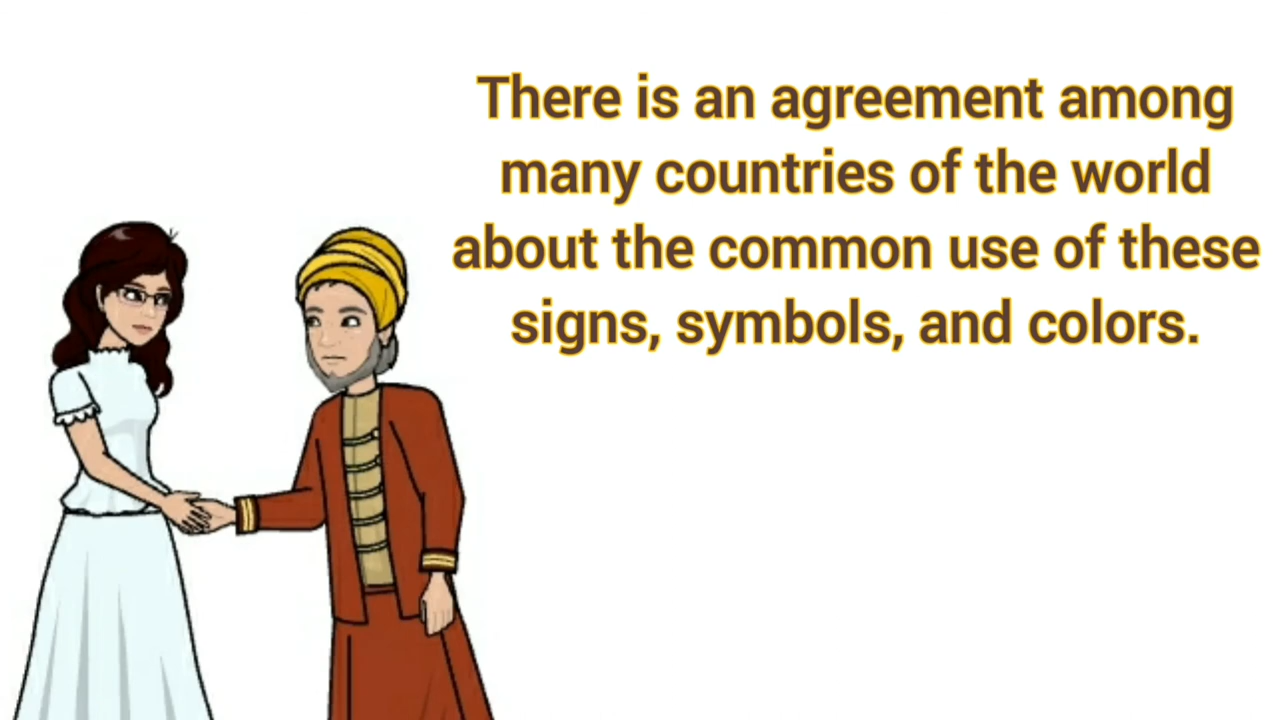 There is an agreement among
many countries of the world
about the common use of these
signs, symbols, and colors.